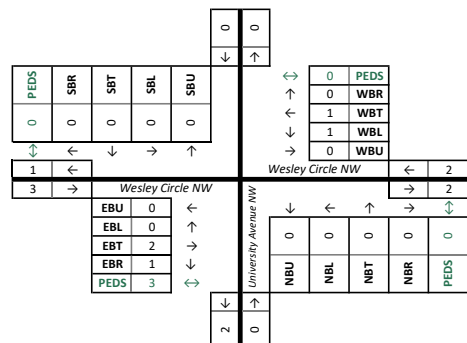 0 0
↓ ↑
PEDS SBR SBT SBL SBU
0 0 0 0 0
↕ ← ↓ → ↑
↔ 0 PEDS
↑ 0 WBR
← 1 WBT
↓ 1 WBL
→ 0 WBU
1 ←
3 →
Wesley Circle NW
Wesley Circle NW
← 2
→ 2
EBU 0 ←
EBL 0 ↑
EBT 2 →
EBR 1 ↓
PEDS 3 ↔
University Avenue NW
↓ ← ↑ → ↕
0 0 0 0 0
NBU NBL NBT NBR PEDS
↓ ↑
2 0